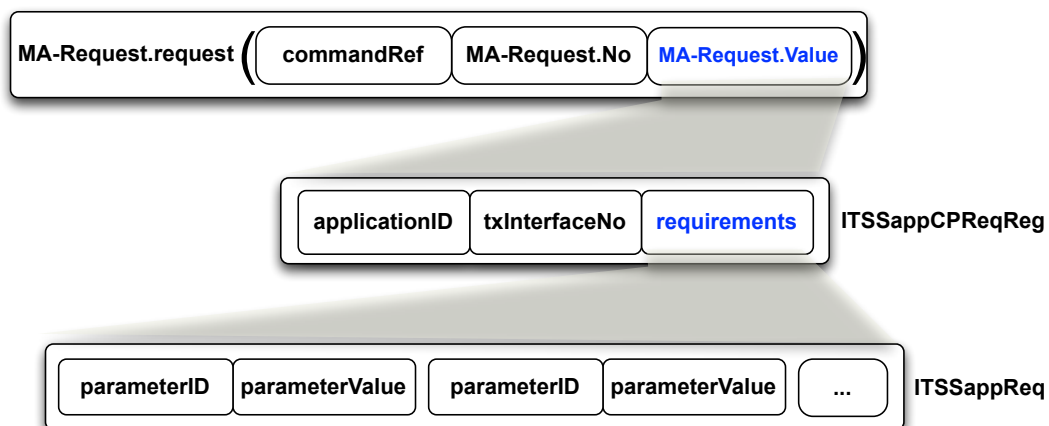 MA-Request.request ( commandRef MA-Request.No MA-Request.Value )
applicationID txInterfaceNo requirements ITSSappCPReqReg
parameterID parameterValue parameterID parameterValue ... ITSSappReq